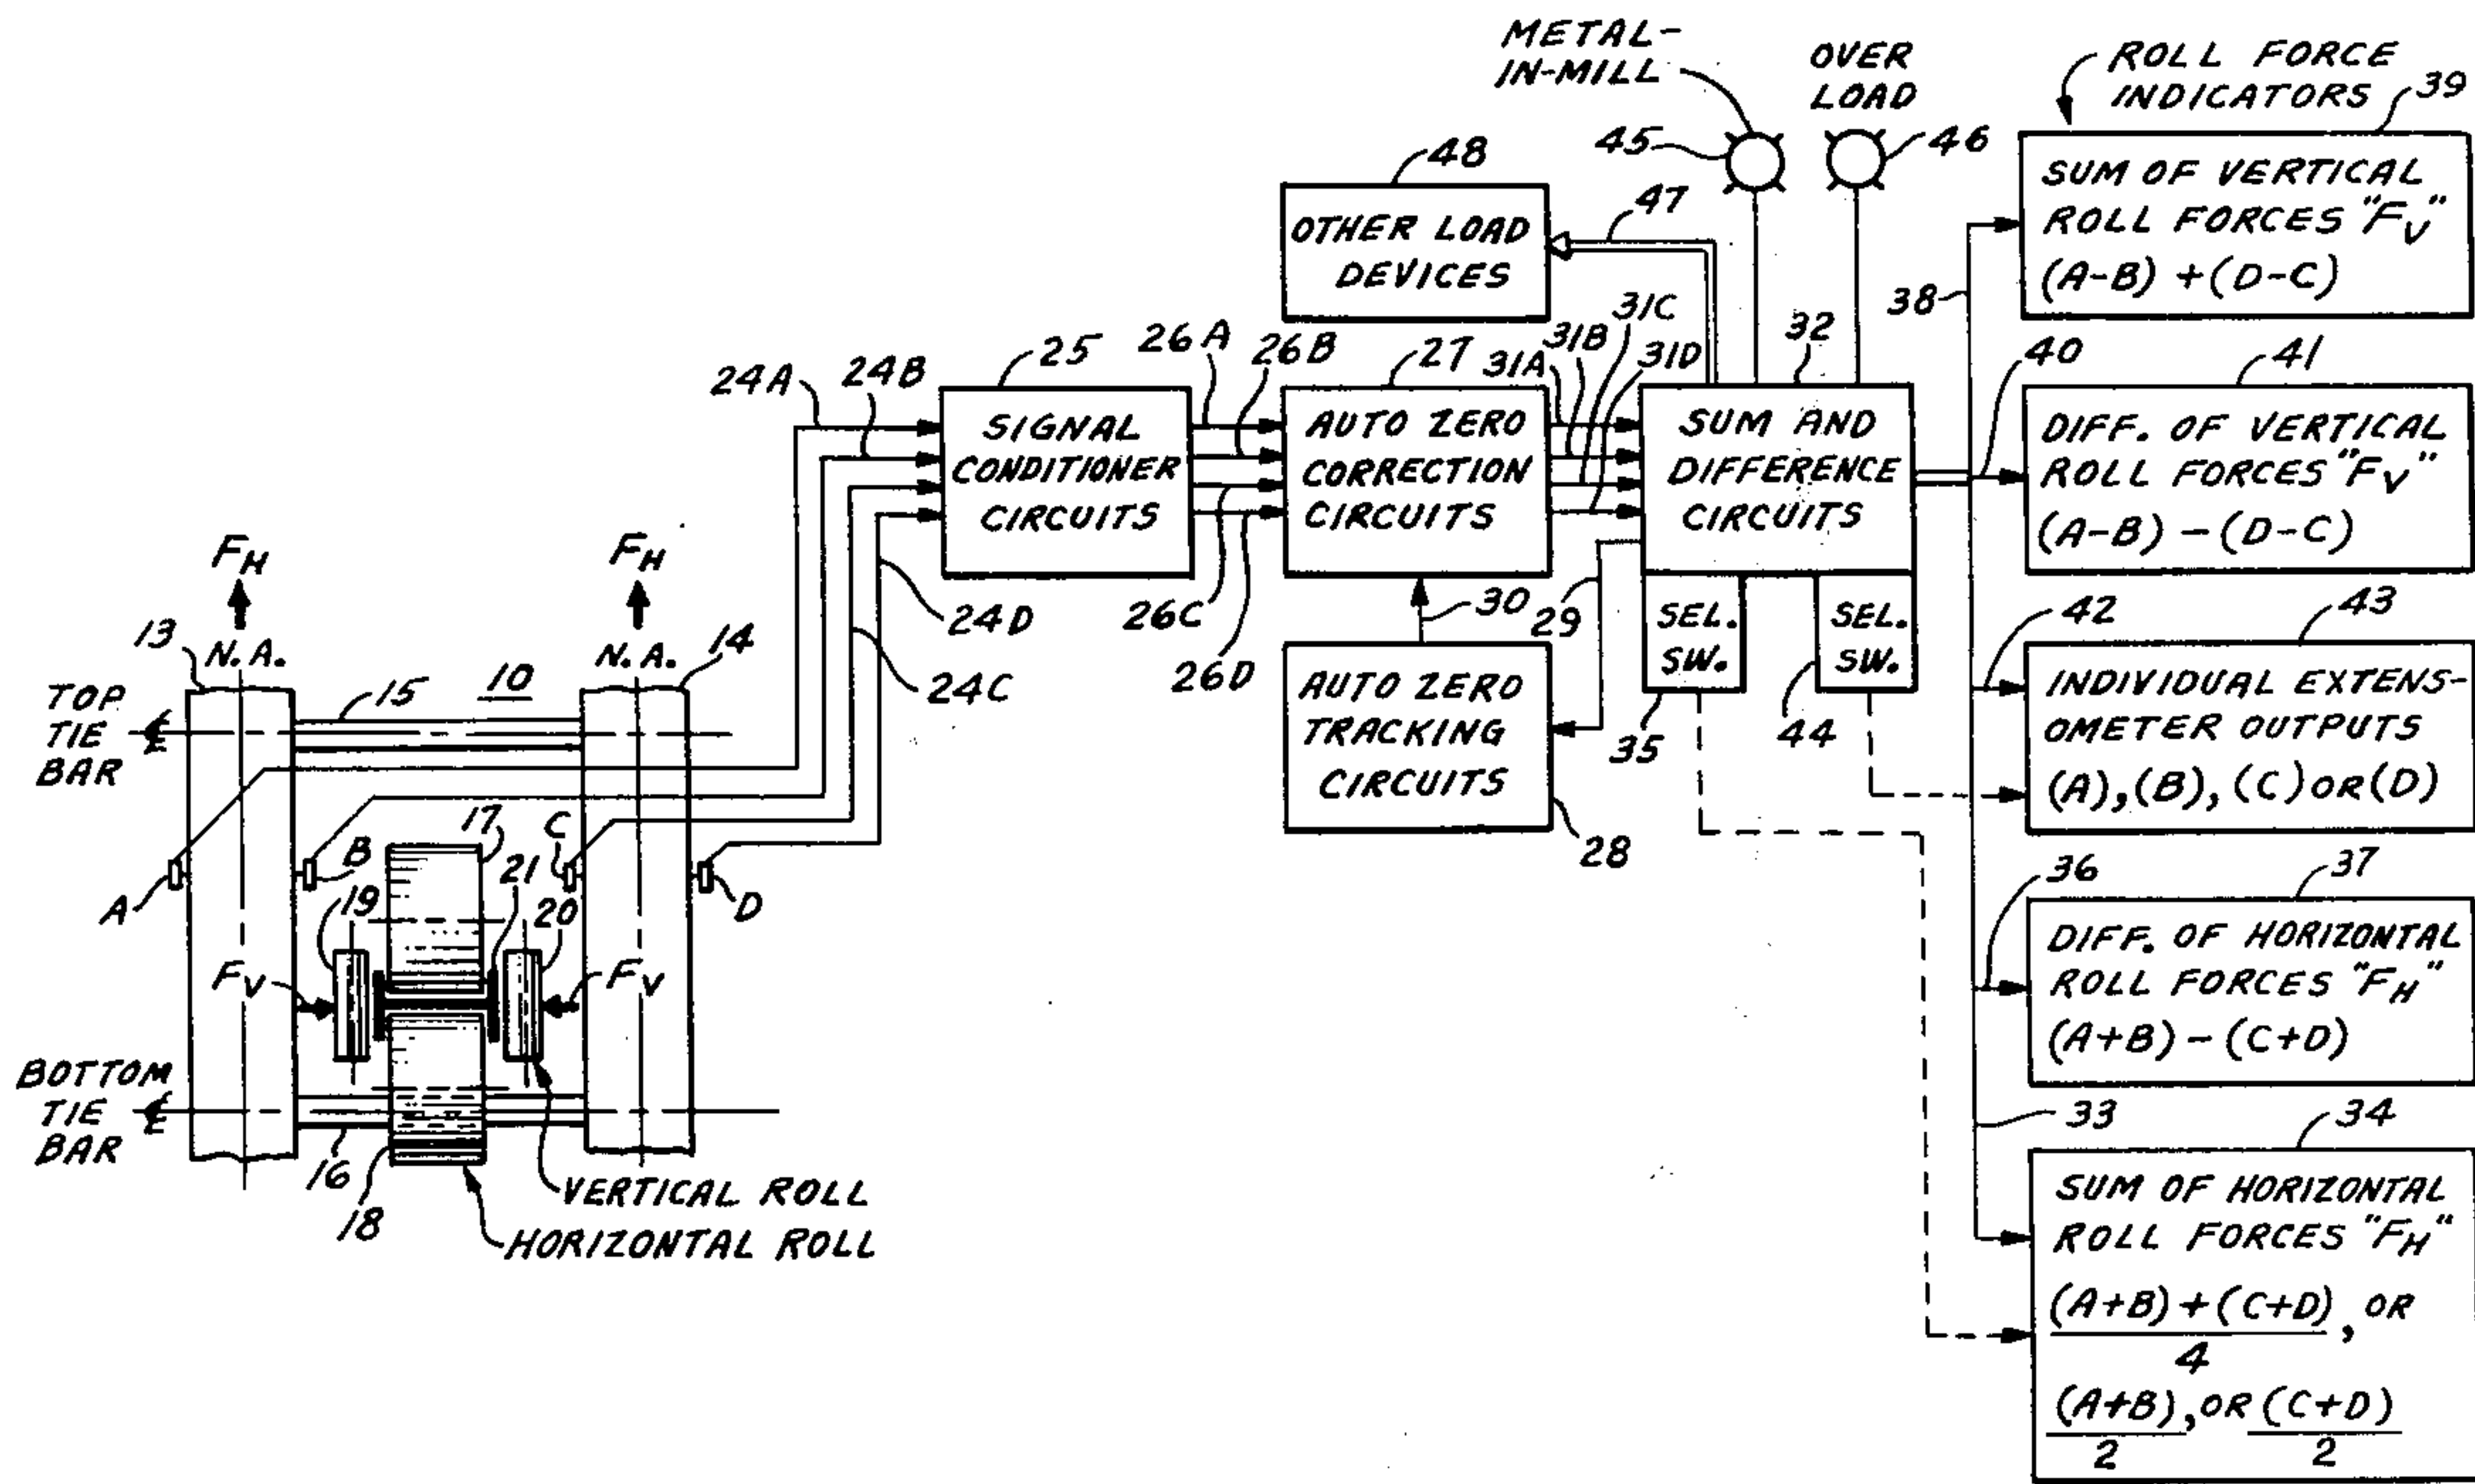 METAL-
IN-MILL
OVER
LOAD
ROLL FORCE
INDICATORS
39
45
46
48
OTHER LOAD
DEVICES
47
SUM OF VERTICAL
ROLL FORCES "FV"
(A-B) + (D-C)
38
24A
24B
25
26A
26B
27
31A
31B
31C
31D
32
40
41
SIGNAL
CONDITIONER
CIRCUITS
AUTO ZERO
CORRECTION
CIRCUITS
SUM AND
DIFFERENCE
CIRCUITS
DIFF. OF VERTICAL
ROLL FORCES "FV"
(A-B) - (D-C)
FH
FH
24D
24C
26C
26D
30
29
SEL.
SW.
SEL.
SW.
35
44
42
43
AUTO ZERO
TRACKING
CIRCUITS
28
INDIVIDUAL EXTENS-
OMETER OUTPUTS
(A), (B), (C) OR (D)
13
N.A.
10
N.A.
14
TOP
TIE
BAR
℄
15
17
A
B
C
D
19
21
20
FV
FV
36
37
DIFF. OF HORIZONTAL
ROLL FORCES "FH"
(A+B) - (C+D)
BOTTOM
TIE
BAR
℄
16
18
VERTICAL ROLL
HORIZONTAL ROLL
33
34
SUM OF HORIZONTAL
ROLL FORCES "FH"
(A+B) + (C+D), OR
4
(A+B), OR (C+D)
2 2